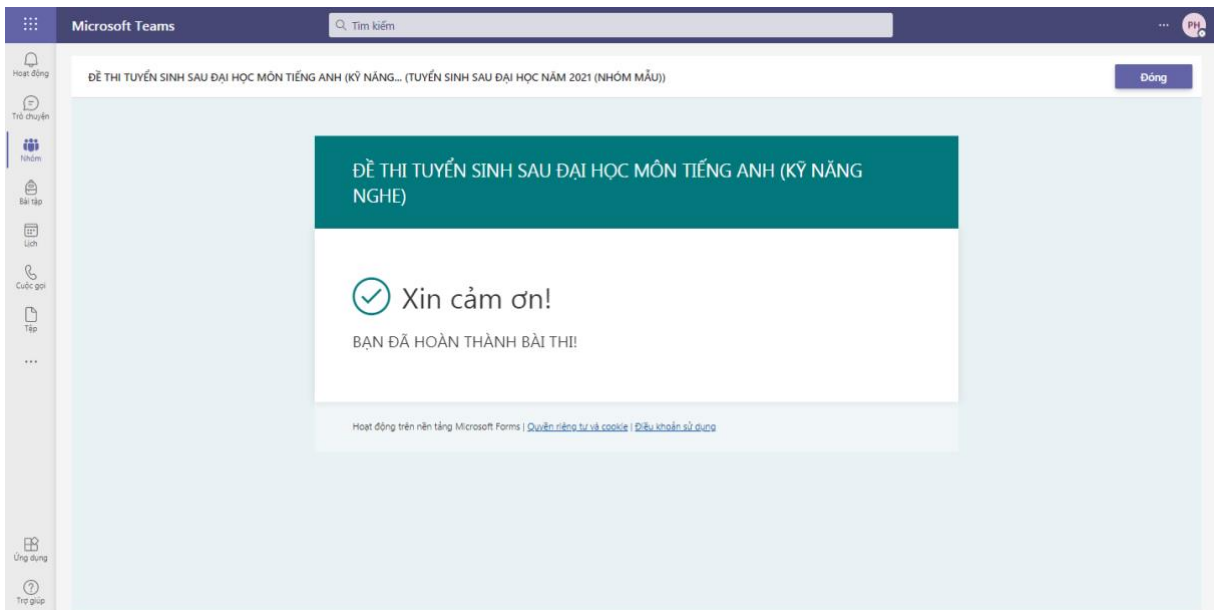 Microsoft Teams
Tìm kiếm
PH
Hoạt động
Trò chuyện
Nhóm
Bài tập
Lịch
Cuộc gọi
Tệp
Ứng dụng
Trợ giúp
ĐỀ THI TUYỂN SINH SAU ĐẠI HỌC MÔN TIẾNG ANH (KỸ NĂNG... (TUYỂN SINH SAU ĐẠI HỌC NĂM 2021 (NHÓM MẪU))
Đóng
ĐỀ THI TUYỂN SINH SAU ĐẠI HỌC MÔN TIẾNG ANH (KỸ NĂNG
NGHE)
Xin cảm ơn!
BẠN ĐÃ HOÀN THÀNH BÀI THI!
Hoạt động trên nền tảng Microsoft Forms | Quyền riêng tư và cookie | Điều khoản sử dụng